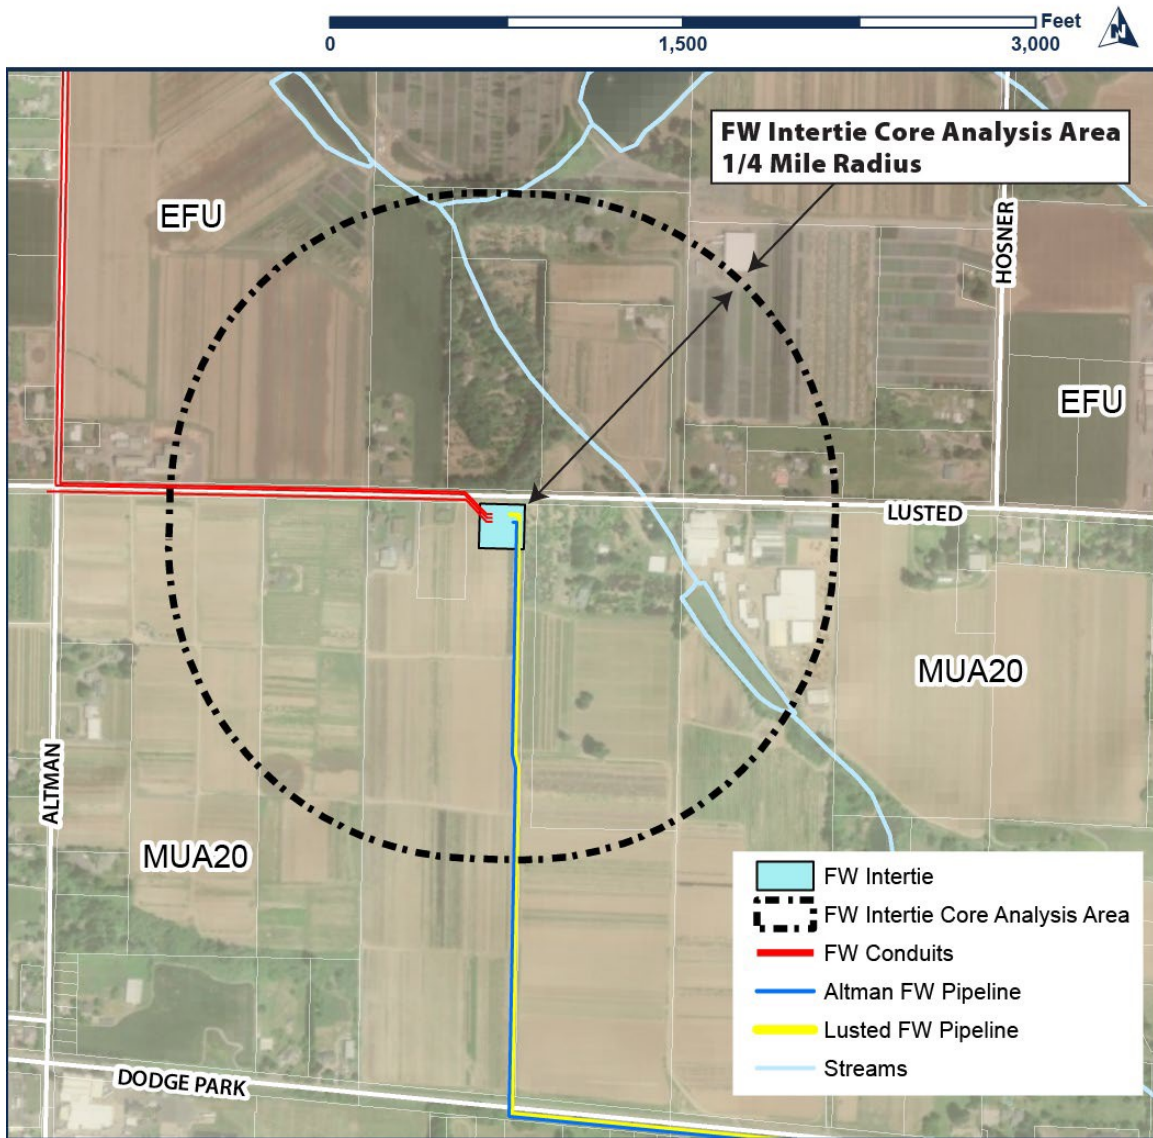 Feet
N
0 1,500 3,000
FW Intertie Core Analysis Area
1/4 Mile Radius
EFU
HOSNER
EFU
LUSTED
MUA20
ALTMAN
MUA20
DODGE PARK
FW Intertie
FW Intertie Core Analysis Area
FW Conduits
Altman FW Pipeline
Lusted FW Pipeline
Streams